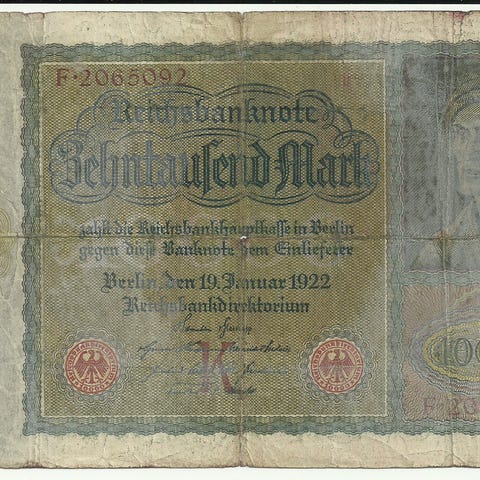 F·2065092
Reichsbanknote
Zehntausend Mark
zahlt die Reichsbankhauptkasse in Berlin
gegen diese Banknote dem Einlieferer
Berlin, den 19. Januar 1922
Reichsbankdirektorium
K
100
F·20